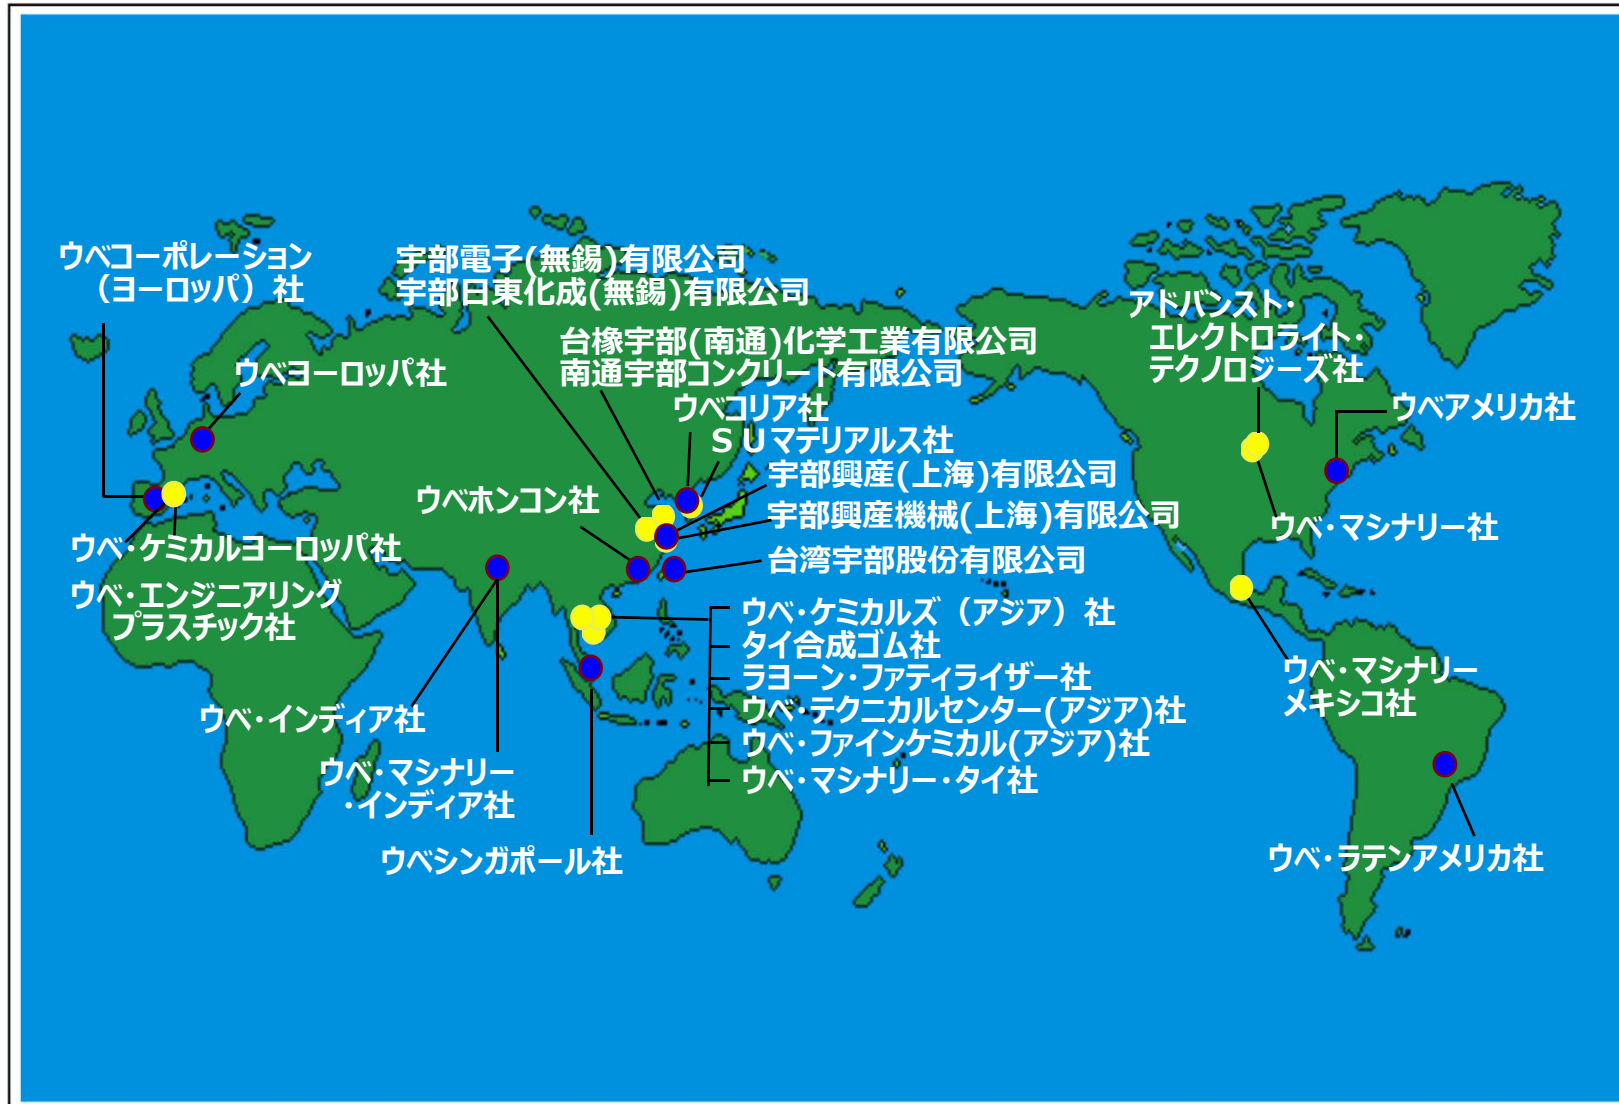 ウベコーポレーション
（ヨーロッパ）社
ウベヨーロッパ社
ウベ・ケミカルヨーロッパ社
ウベ・エンジニアリング
プラスチック社
宇部電子(無錫)有限公司
宇部日東化成(無錫)有限公司
台橡宇部(南通)化学工業有限公司
南通宇部コンクリート有限公司
ウベコリア社
ＳＵマテリアルス社
宇部興産(上海)有限公司
宇部興産機械(上海)有限公司
台湾宇部股份有限公司
ウベホンコン社
ウベ・インディア社
ウベ・マシナリー
・インディア社
ウベシンガポール社
ウベ・ケミカルズ（アジア）社
タイ合成ゴム社
ラヨーン・ファティライザー社
ウベ・テクニカルセンター(アジア)社
ウベ・ファインケミカル(アジア)社
ウベ・マシナリー・タイ社
アドバンスト・
エレクトロライト・
テクノロジーズ社
ウベアメリカ社
ウベ・マシナリー社
ウベ・マシナリー
メキシコ社
ウベ・ラテンアメリカ社